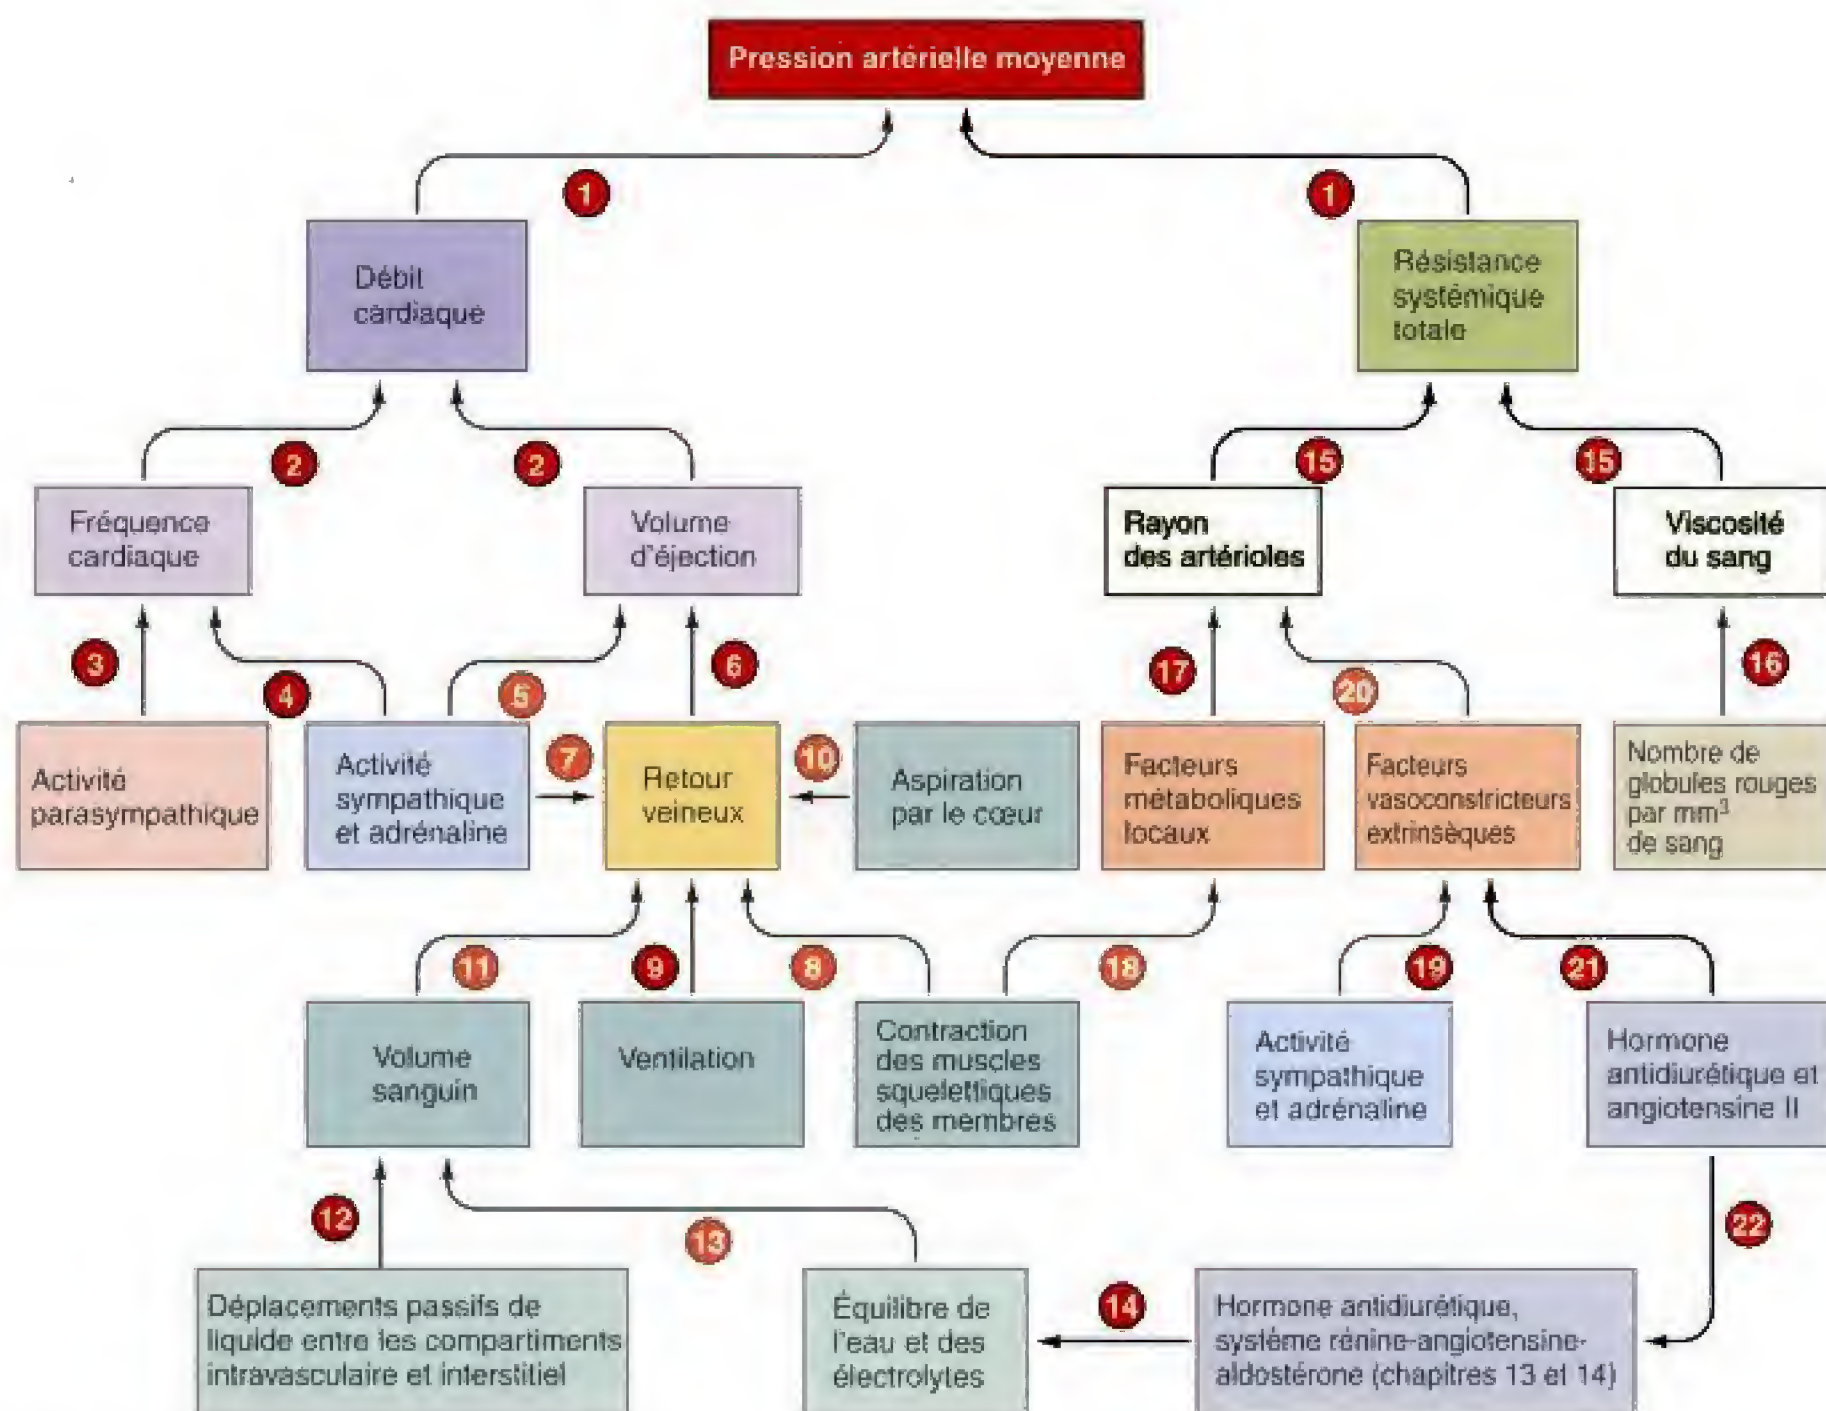 Pression artérielle moyenne
1
1
Débit
cardiaque
Résistance
systémique
totale
2
2
15
15
Fréquence
cardiaque
Volume
d'éjection
Rayon
des artérioles
Viscosité
du sang
3
4
5
6
17
20
16
Activité
parasympathique
Activité
sympathique
et adrénaline
7
Retour
veineux
10
Aspiration
par le cœur
Facteurs
métaboliques
locaux
Facteurs
vasoconstricteurs
extrinsèques
Nombre de
globules rouges
par mm³
de sang
11
9
8
18
19
21
Volume
sanguin
Ventilation
Contraction
des muscles
squelettiques
des membres
Activité
sympathique
et adrénaline
Hormone
antidiurétique et
angiotensine II
12
13
22
Déplacements passifs de
liquide entre les compartiments
intravasculaire et interstitiel
Équilibre de
l'eau et des
électrolytes
14
Hormone antidiurétique,
système rénine-angiotensine-
aldostérone (chapitres 13 et 14)